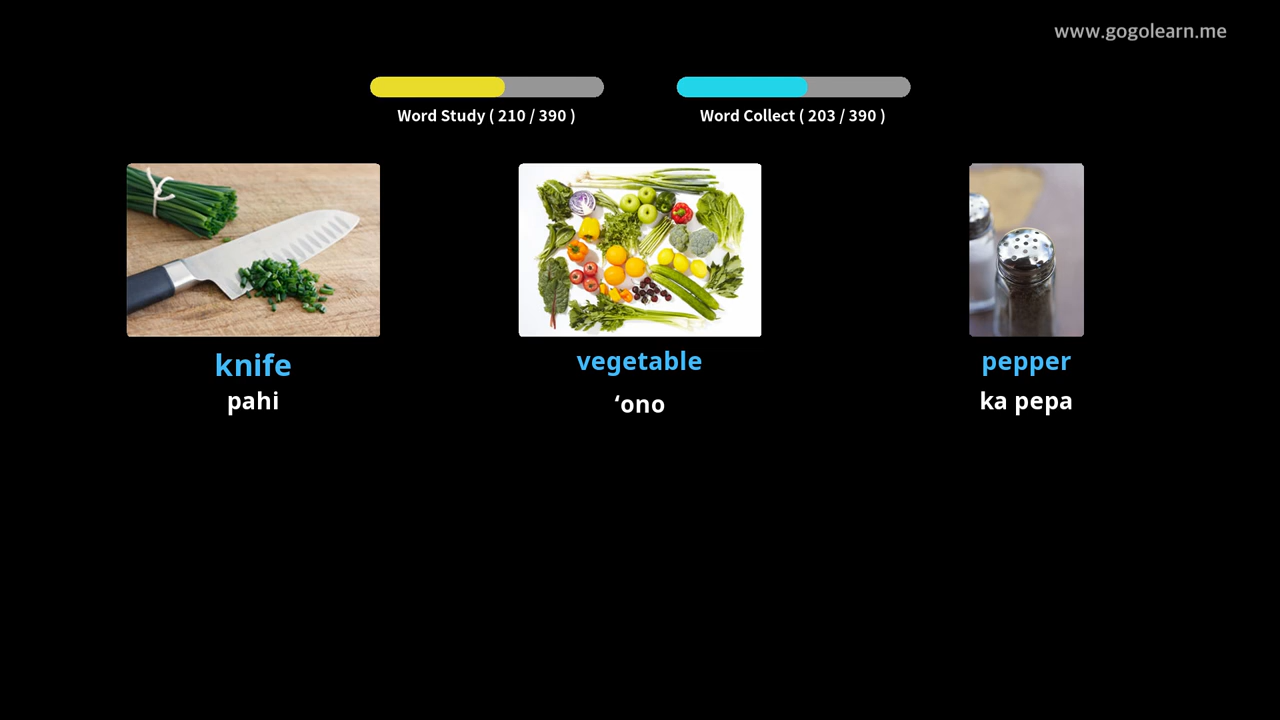 www.gogolearn.me
Word Study ( 210 / 390 )
Word Collect ( 203 / 390 )
knife
vegetable
pepper
pahi
ʻono
ka pepa